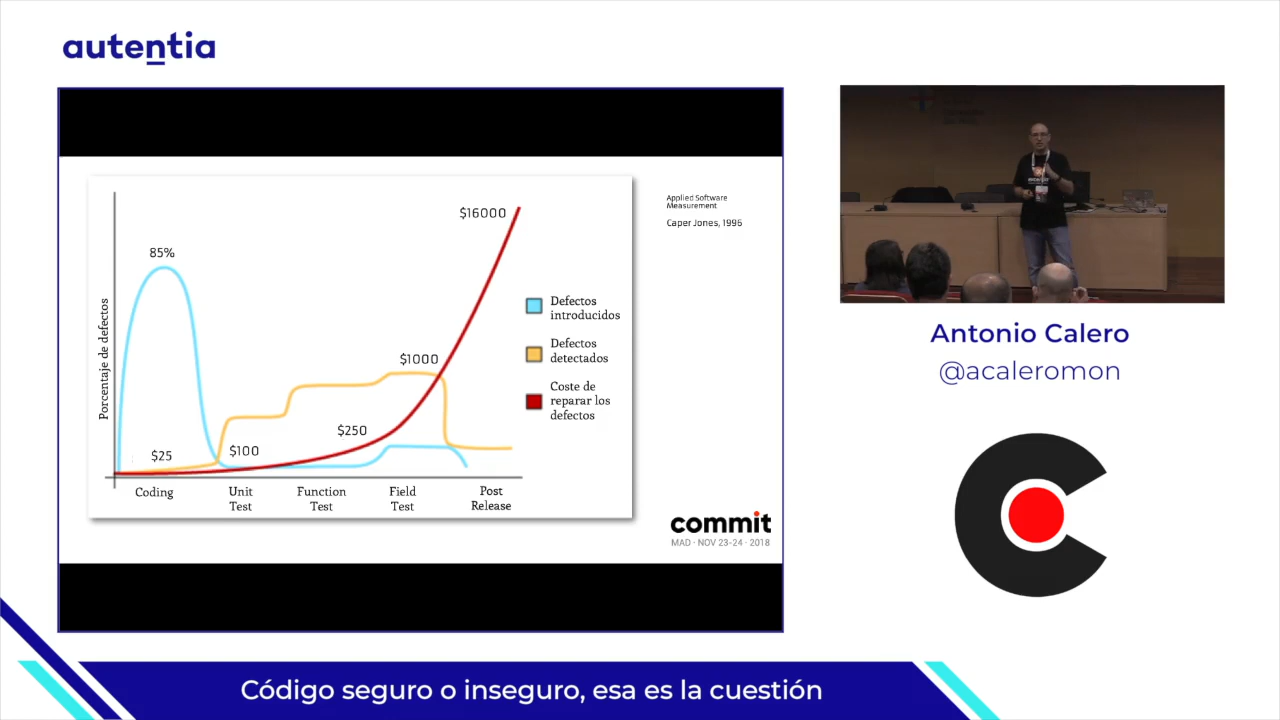 autentia
Applied Software
Measurement
Caper Jones, 1996
$16000
85%
Porcentaje de defectos
Defectos
introducidos
Defectos
detectados
$1000
Coste de
reparar los
defectos
$250
$25
$100
Coding
Unit
Test
Function
Test
Field
Test
Post
Release
commit
MAD · NOV 23-24 · 2018
Antonio Calero
@acaleromon
Código seguro o inseguro, esa es la cuestión